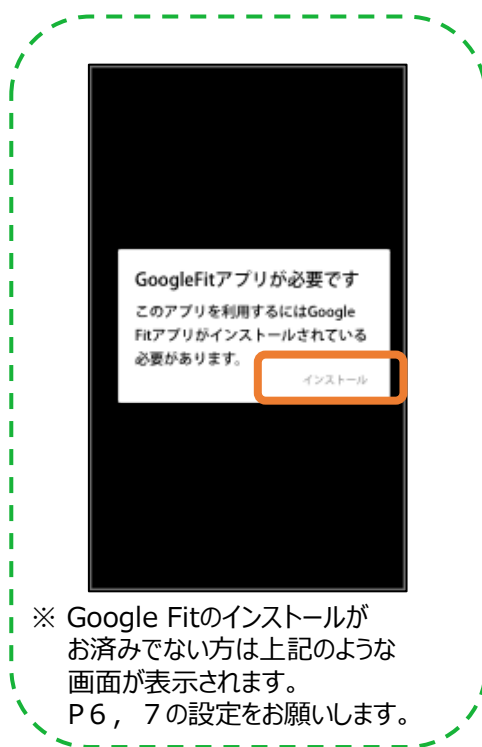 GoogleFitアプリが必要です
このアプリを利用するにはGoogle
Fitアプリがインストールされている
必要があります。
インストール
※ Google Fitのインストールが
お済みでない方は上記のような
画面が表示されます。
P6, 7の設定をお願いします。